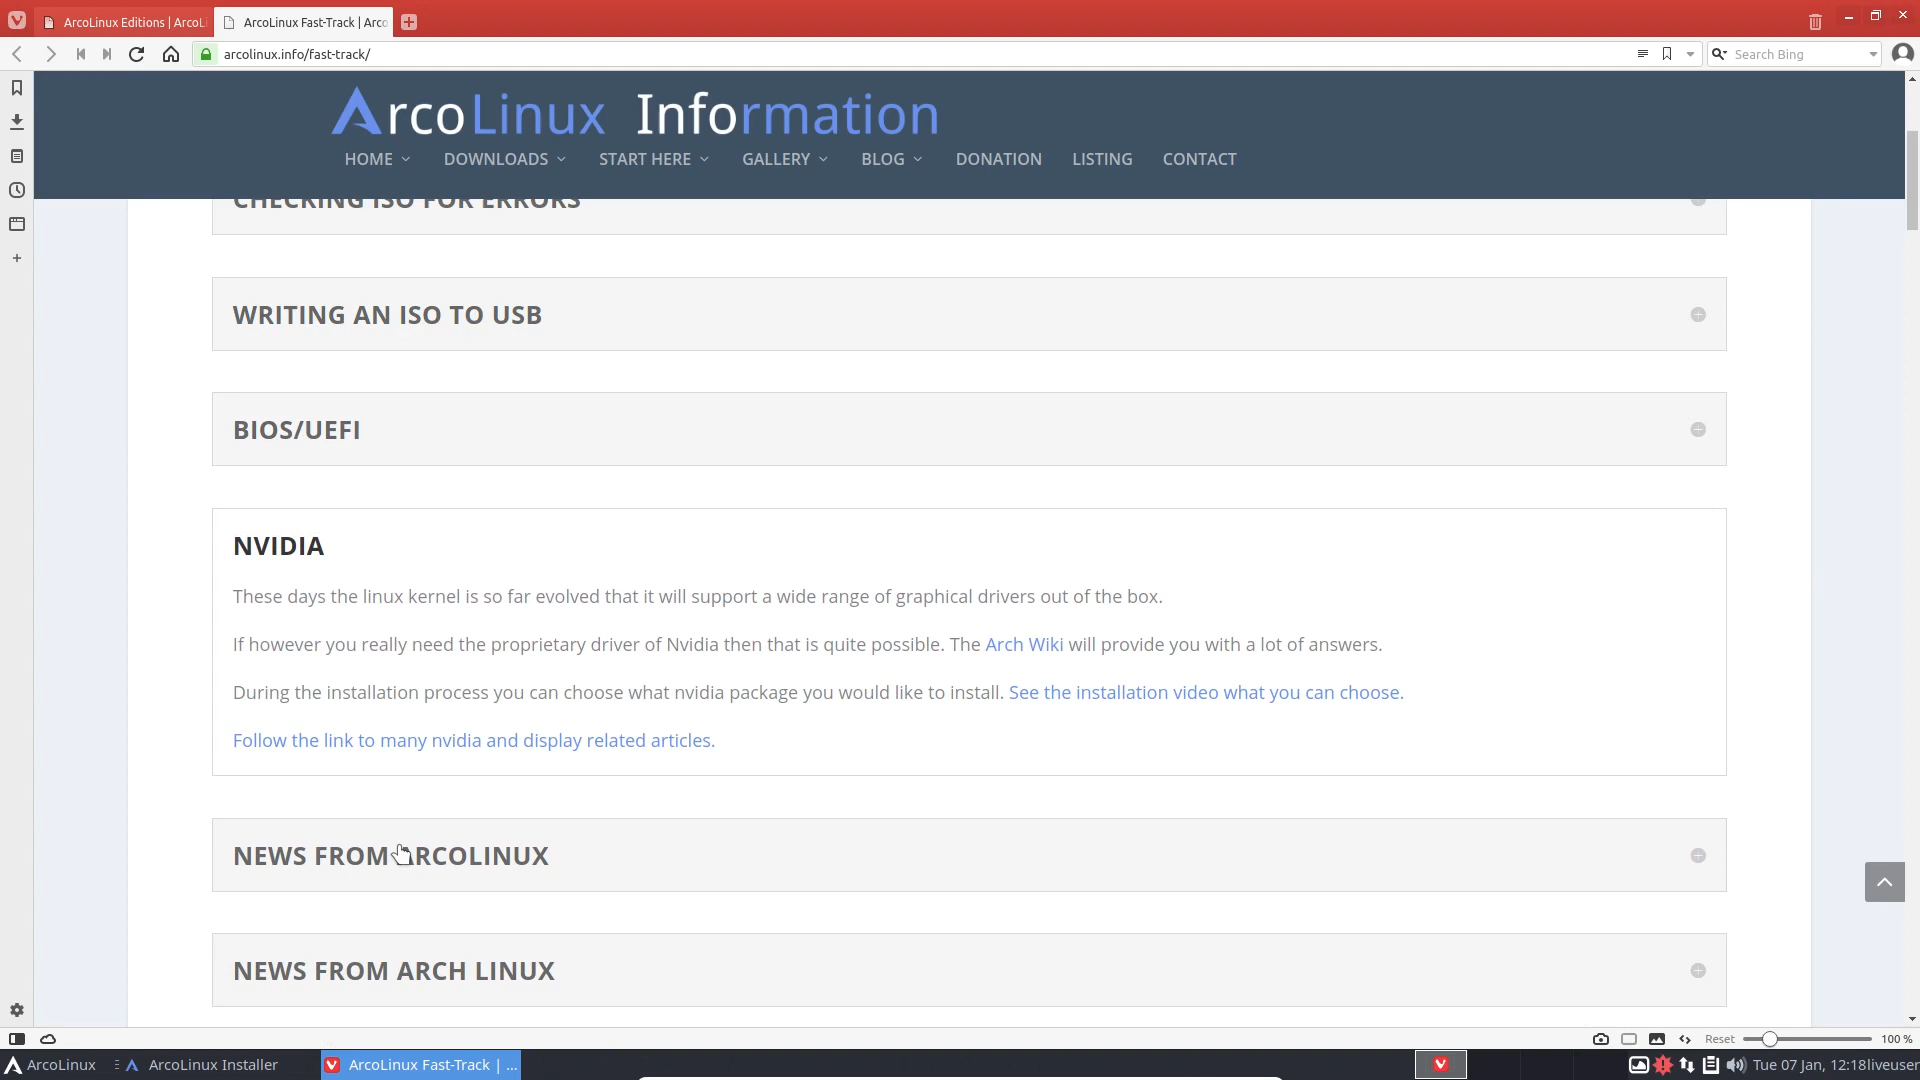 ArcoLinux Editions | ArcoLi
ArcoLinux Fast-Track | Arco
arcolinux.info/fast-track/
Search Bing
ArcoLinux Information
HOME
DOWNLOADS
START HERE
GALLERY
BLOG
DONATION
LISTING
CONTACT
CHECKING ISO FOR ERRORS
WRITING AN ISO TO USB
BIOS/UEFI
NVIDIA
These days the linux kernel is so far evolved that it will support a wide range of graphical drivers out of the box.
If however you really need the proprietary driver of Nvidia then that is quite possible. The Arch Wiki will provide you with a lot of answers.
During the installation process you can choose what nvidia package you would like to install. See the installation video what you can choose.
Follow the link to many nvidia and display related articles.
NEWS FROM ARCOLINUX
NEWS FROM ARCH LINUX
Reset
100 %
ArcoLinux
ArcoLinux Installer
ArcoLinux Fast-Track | ...
Tue 07 Jan, 12:18liveuser